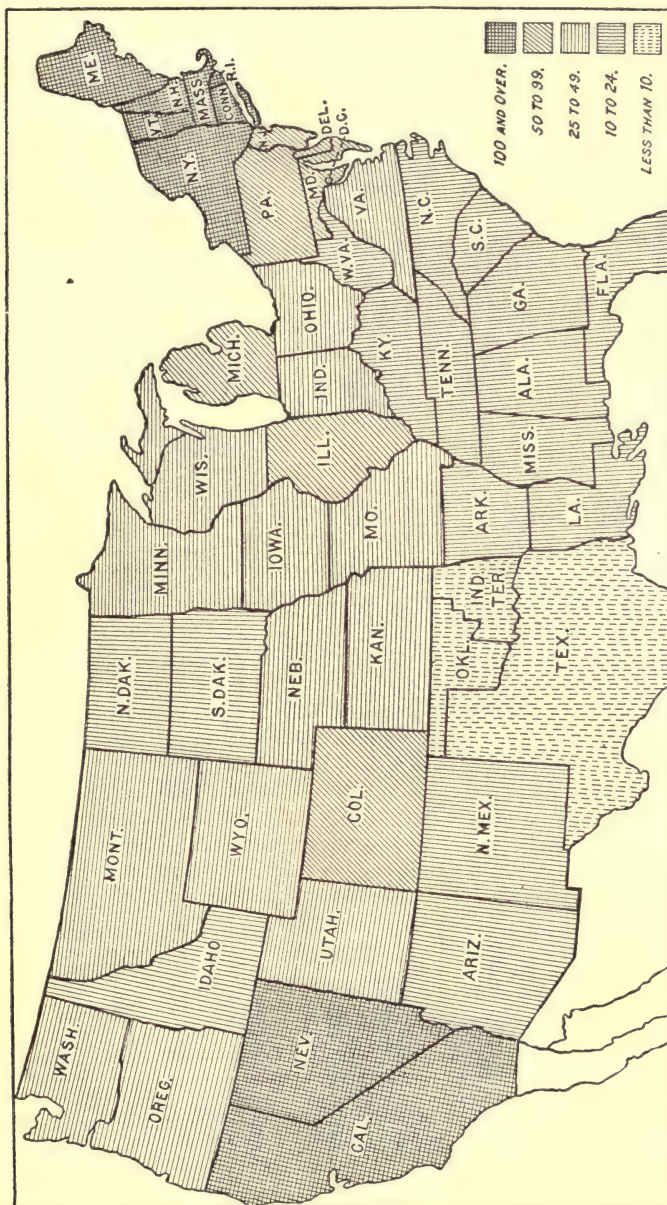 WASH.
OREG.
CAL.
NEV.
IDAHO
MONT.
WYO.
UTAH.
COL.
ARIZ.
N.MEX.
N.DAK.
S.DAK.
NEB.
KAN.
OKL.
IND.
TER.
TEX.
MINN.
IOWA.
MO.
ARK.
LA.
WIS.
ILL.
MICH.
IND.
OHIO.
KY.
TENN.
MISS.
ALA.
GA.
FLA.
S.C.
N.C.
VA.
W.VA.
MD.
DEL.
D.C.
PA.
N.Y.
VT.
N.H.
MASS.
CONN.
R.I.
ME.
100 AND OVER.
50 TO 99.
25 TO 49.
10 TO 24.
LESS THAN 10.